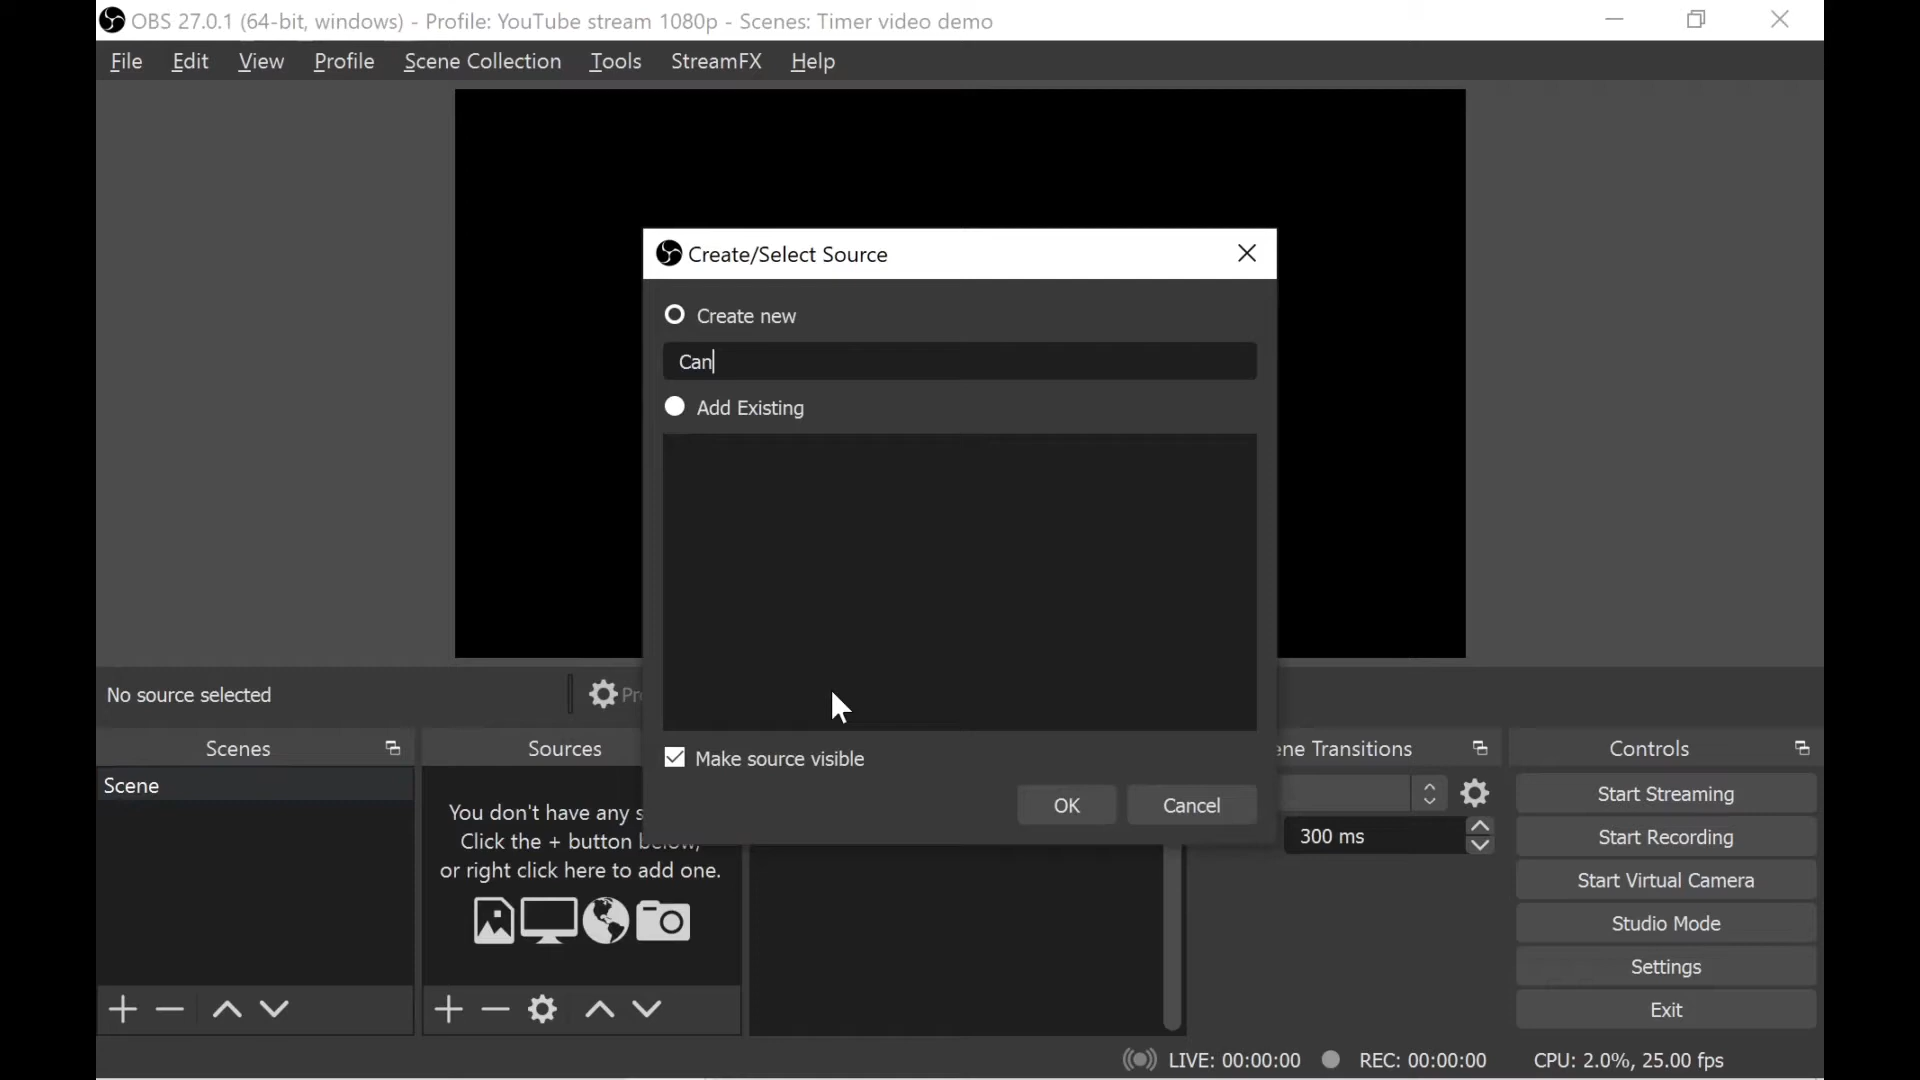 OBS 27.0.1 (64-bit, windows) - Profile: YouTube stream 1080p - Scenes: Timer video demo
File Edit View Profile Scene Collection Tools StreamFX Help
Create/Select Source
Create new
Can
Add Existing
Make source visible
OK Cancel
No source selected
Pr
Scenes
Scene
Sources
You don't have any s
Click the + button below,
or right click here to add one.
ene Transitions
300 ms
Controls
Start Streaming
Start Recording
Start Virtual Camera
Studio Mode
Settings
Exit
LIVE: 00:00:00 REC: 00:00:00 CPU: 2.0%, 25.00 fps